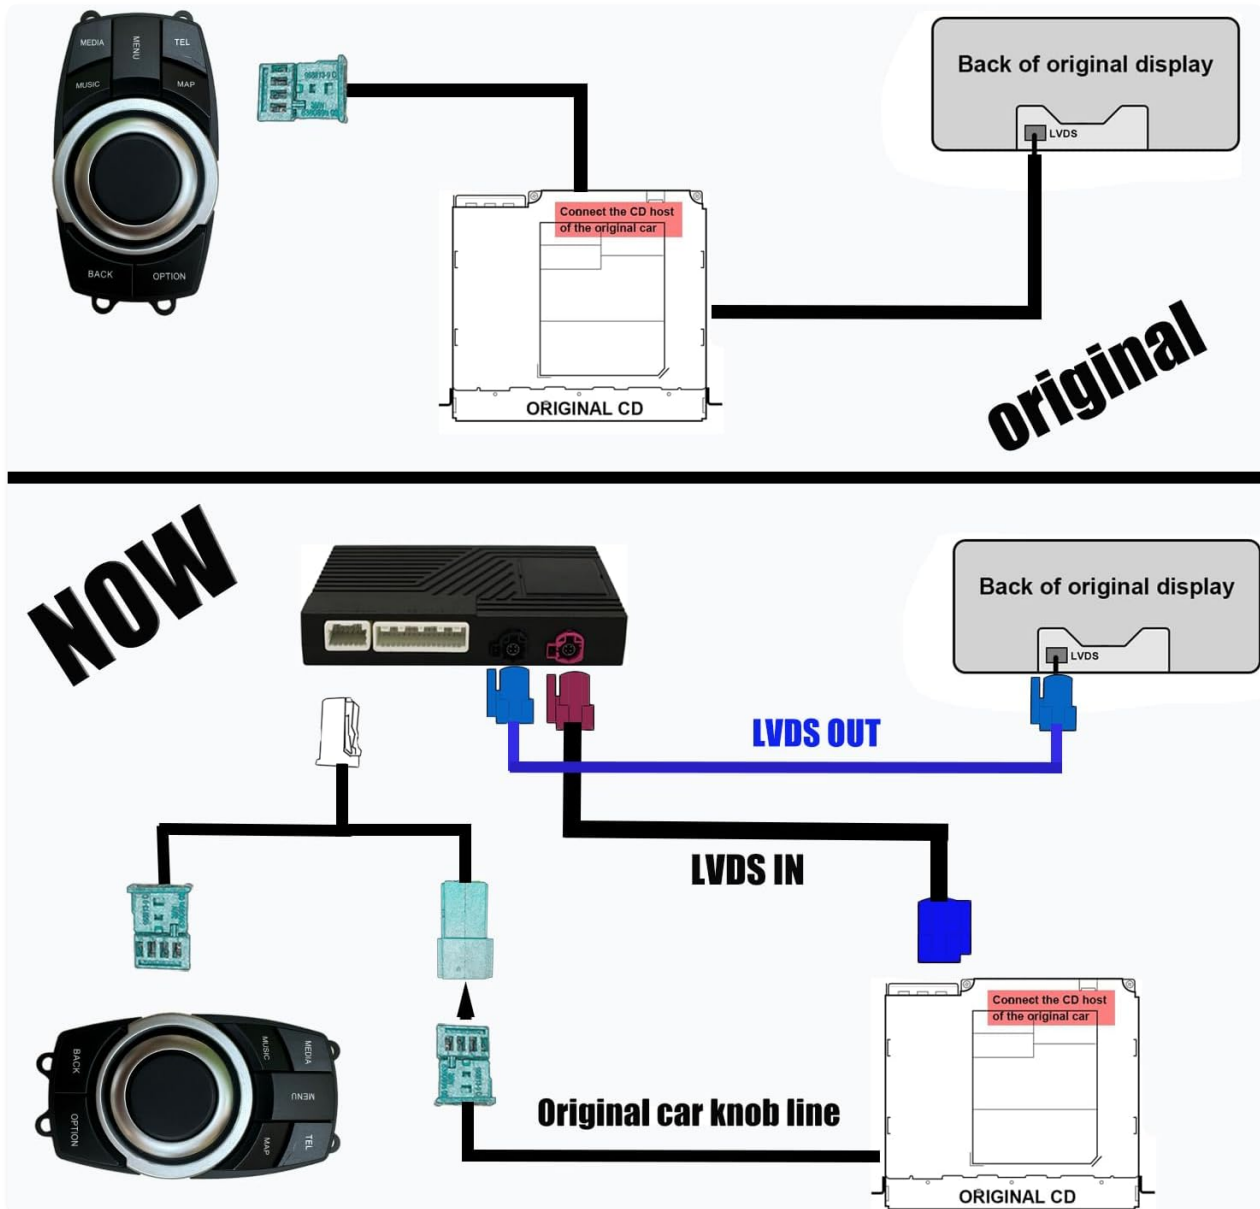 MEDIA
MENU
TEL
MUSIC
MAP
BACK
OPTION
Back of original display
LVDS
Connect the CD host
of the original car
ORIGINAL CD
original
NOW
Back of original display
LVDS
LVDS OUT
LVDS IN
BACK
OPTION
MUSIC
MEDIA
MENU
MAP
TEL
Original car knob line
Connect the CD host
of the original car
ORIGINAL CD